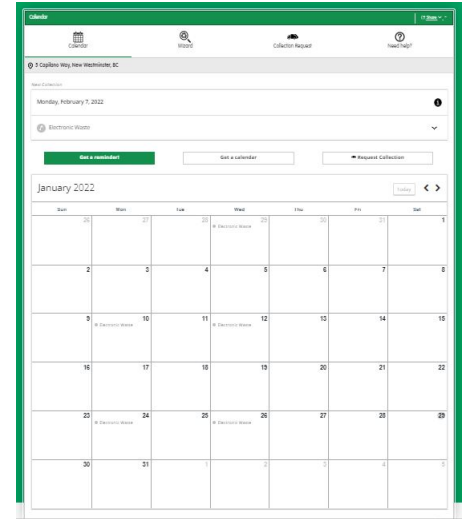 Calendar
Share
Calendar Wizard Collection Request Need help?
3 Capilano Way, New Westminster, BC
Next Collection
Monday, February 7, 2022
Electronic Waste
Get a reminder! Get a calendar Request Collection
January 2022 Today
Sun Mon Tue Wed Thu Fri Sat
26 27 28 29 30 31 1
Electronic Waste
2 3 4 5 6 7 8
9 10 11 12 13 14 15
Electronic Waste Electronic Waste
16 17 18 19 20 21 22
23 24 25 26 27 28 29
Electronic Waste Electronic Waste
30 31 1 2 3 4 5